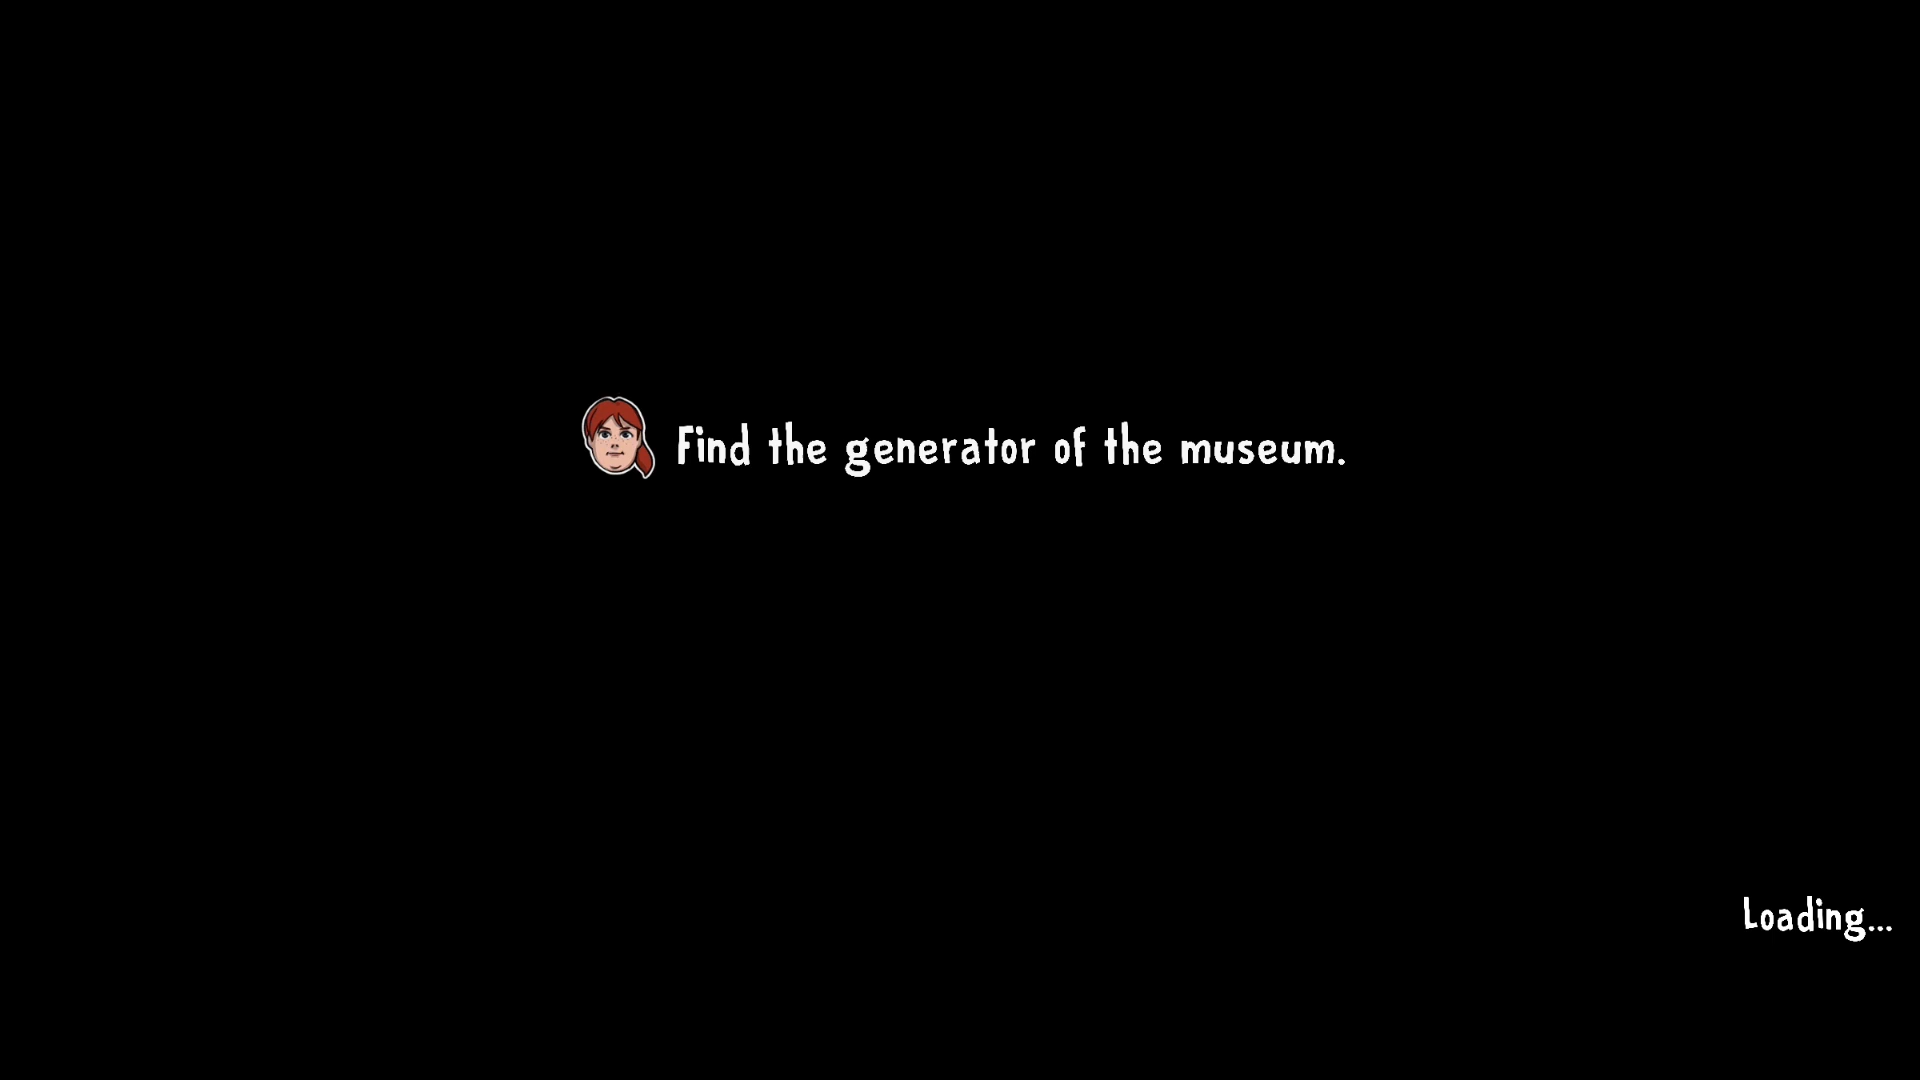 Find the generator of the museum.
Loading...